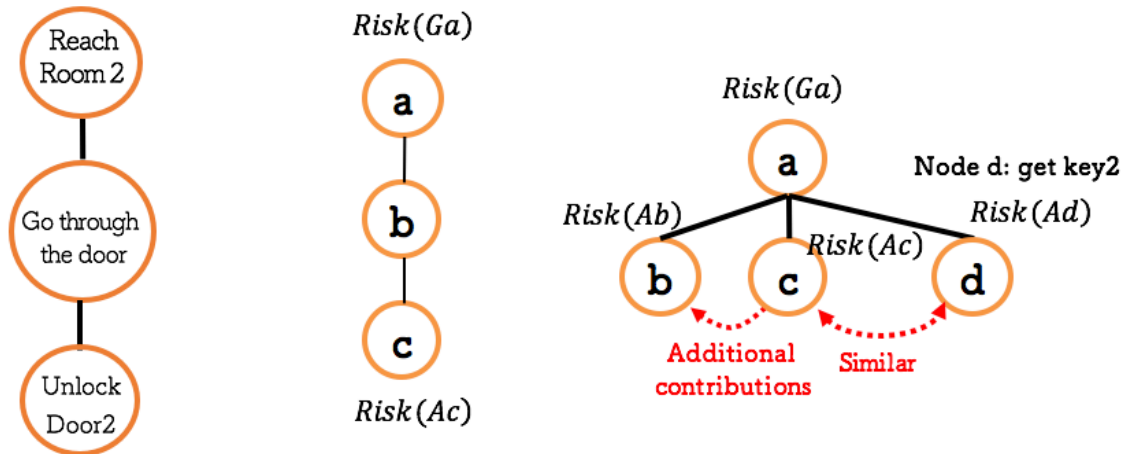 Reach
Room 2
Go through
the door
Unlock
Door2
Risk(Ga)
a
b
c
Risk(Ac)
Risk(Ga)
a
Node d: get key2
Risk(Ab)
Risk(Ad)
Risk(Ac)
b
c
d
Additional
contributions
Similar